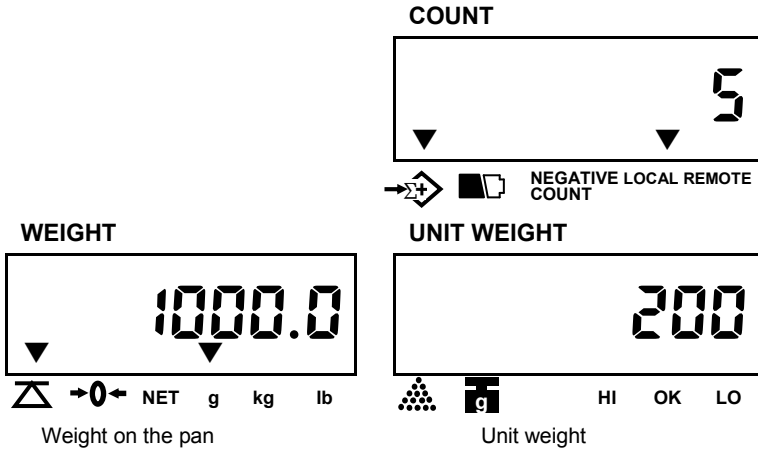 COUNT
5
Σ+
NEGATIVE LOCAL REMOTE
COUNT
WEIGHT
UNIT WEIGHT
1000.0
200
→0← NET g kg lb
g HI OK LO
Weight on the pan
Unit weight